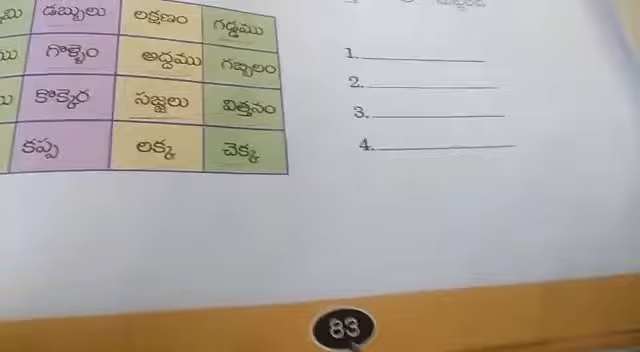 డబ్బులు లక్షణం గడ్డము
గొళ్ళెం అద్దము గబ్బిలం
కొక్కెర సజ్జలు విత్తనం
కప్ప లక్క చెక్క
1.
2.
3.
4.
83